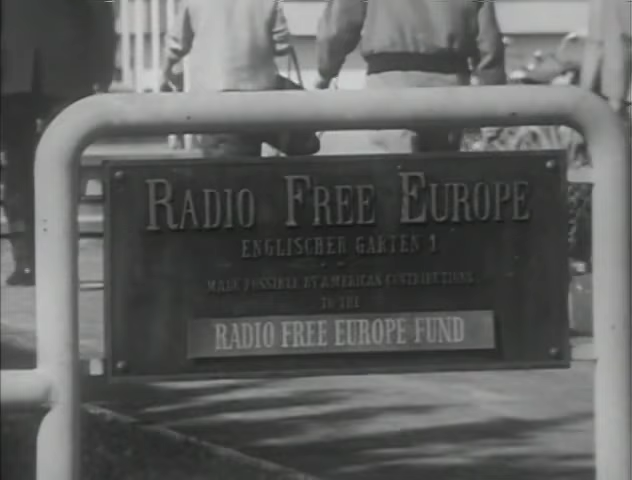 RADIO FREE EUROPE
ENGLISCHER GARTEN 1
MADE POSSIBLE BY AMERICAN CONTRIBUTIONS
TO THE
RADIO FREE EUROPE FUND